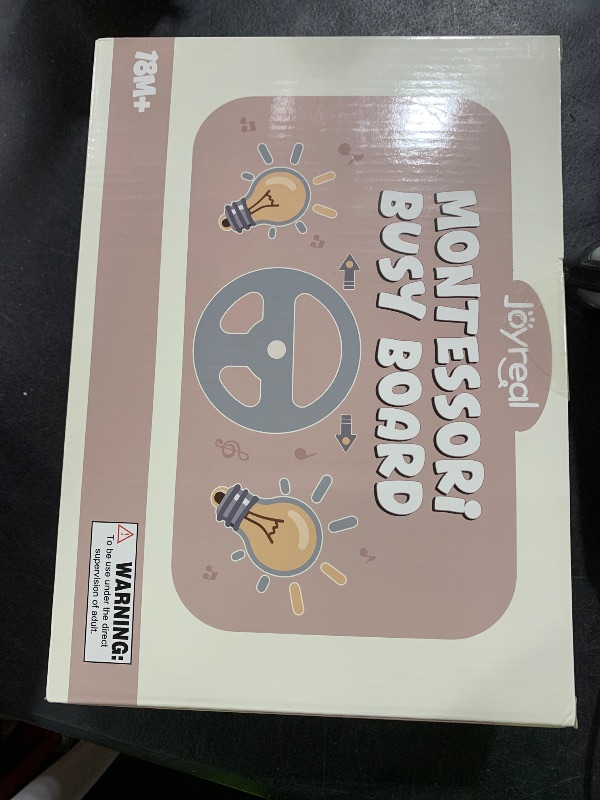 Joyreal
MONTESSORi
BUSY BOARD
18M+
WARNING:
To be use under the direct
supervision of adult.